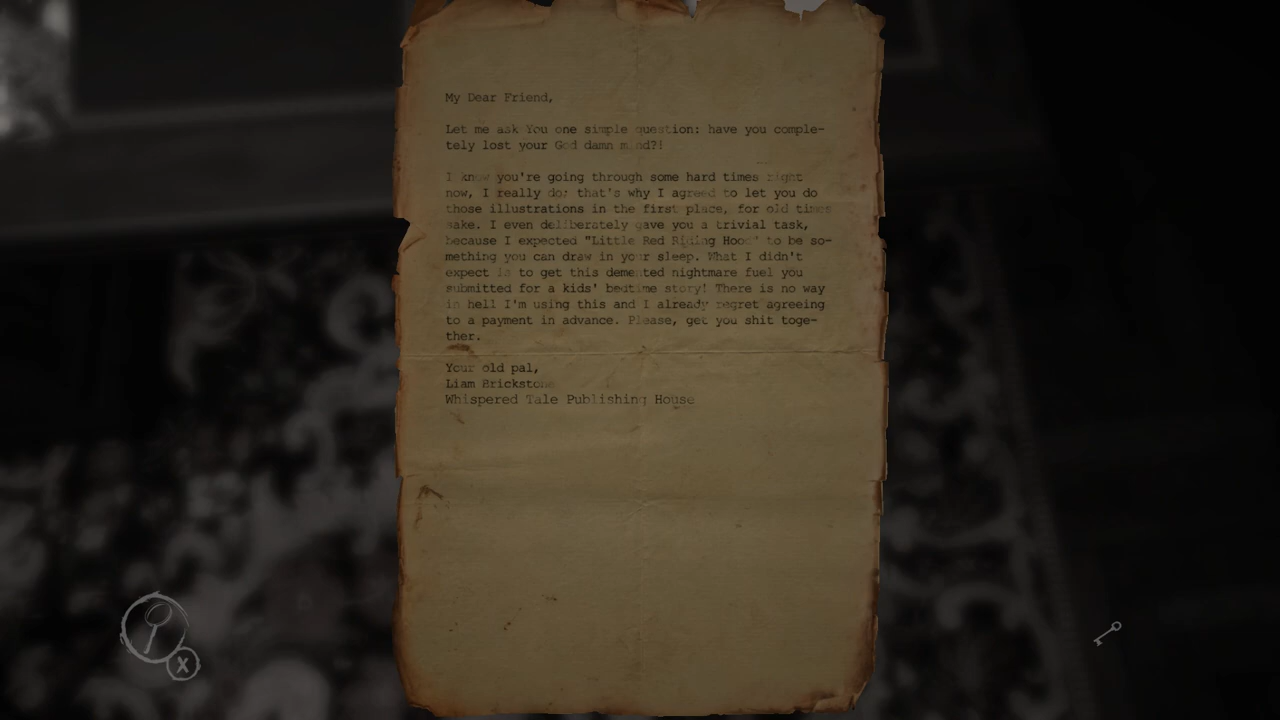 My Dear Friend,
Let me ask You one simple question: have you comple-
tely lost your God damn mind?!
I know you're going through some hard times right
now, I really do; that's why I agreed to let you do
those illustrations in the first place, for old times
sake. I even deliberately gave you a trivial task,
because I expected "Little Red Riding Hood" to be so-
mething you can draw in your sleep. What I didn't
expect is to get this demented nightmare fuel you
submitted for a kids' bedtime story! There is no way
in hell I'm using this and I already regret agreeing
to a payment in advance. Please, get you shit toge-
ther.
Your old pal,
Liam Brickstone
Whispered Tale Publishing House
X